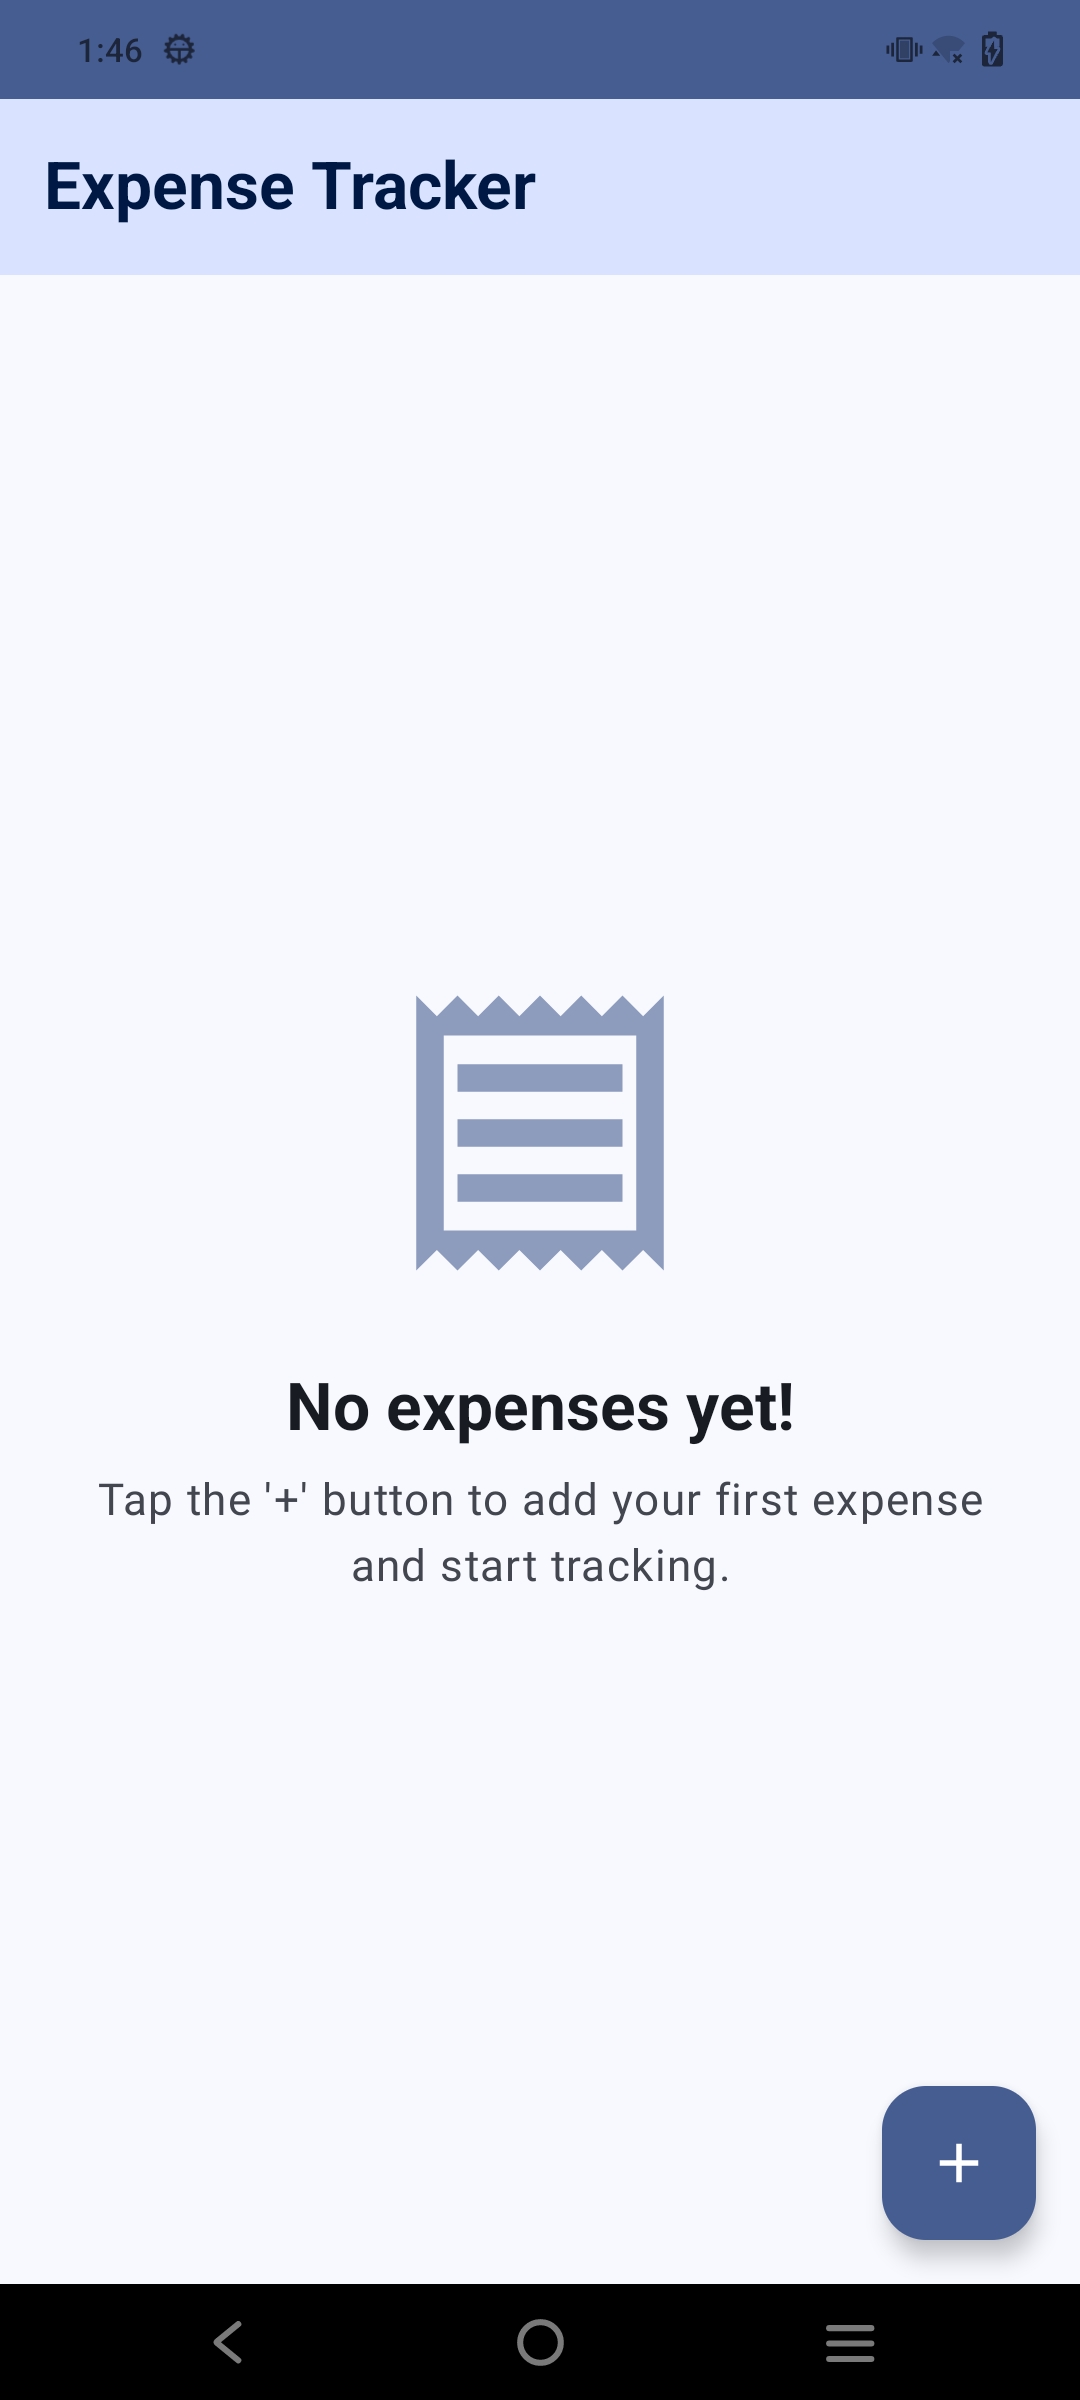 1:46
Expense Tracker
No expenses yet!
Tap the '+' button to add your first expense
and start tracking.